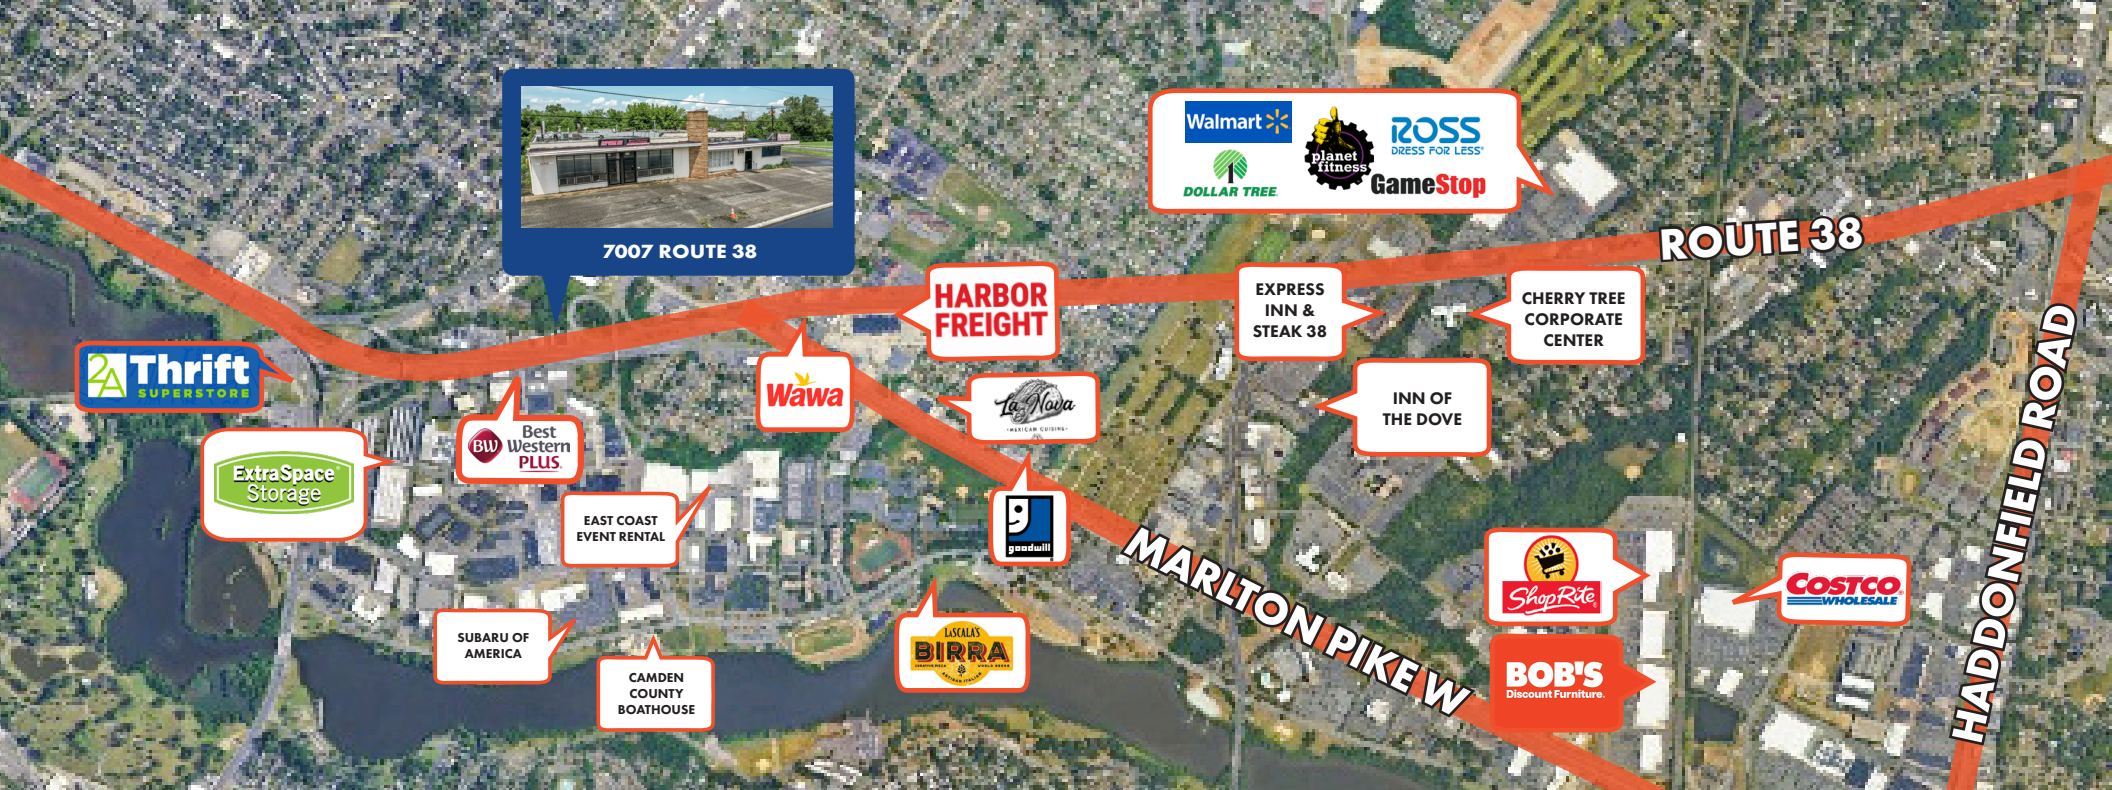 7007 ROUTE 38
Walmart
planet
fitness
ROSS
DRESS FOR LESS
DOLLAR TREE
GameStop
ROUTE 38
HARBOR
FREIGHT
EXPRESS
INN &
STEAK 38
CHERRY TREE
CORPORATE
CENTER
2A Thrift
SUPERSTORE
Wawa
La Nova
MEXICAN CUISINE
INN OF
THE DOVE
BW Best
Western
PLUS
ExtraSpace
Storage
EAST COAST
EVENT RENTAL
goodwill
MARLTON PIKE W
HADDONFIELD ROAD
ShopRite
COSTCO
WHOLESALE
SUBARU OF
AMERICA
CAMDEN
COUNTY
BOATHOUSE
LASCALA'S
BIRRA
ARTISAN ITALIAN
BOB'S
Discount Furniture.